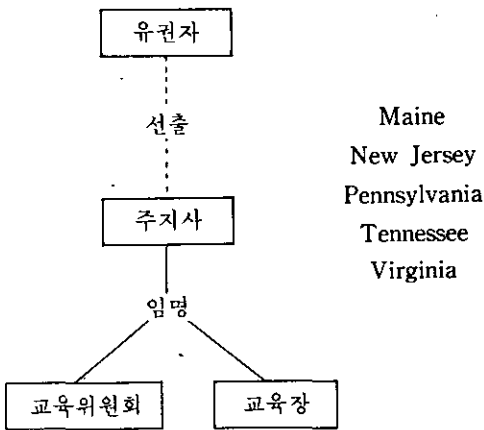 유권자
선출
주지사
임명
교육위원회
교육장
Maine
New Jersey
Pennsylvania
Tennessee
Virginia